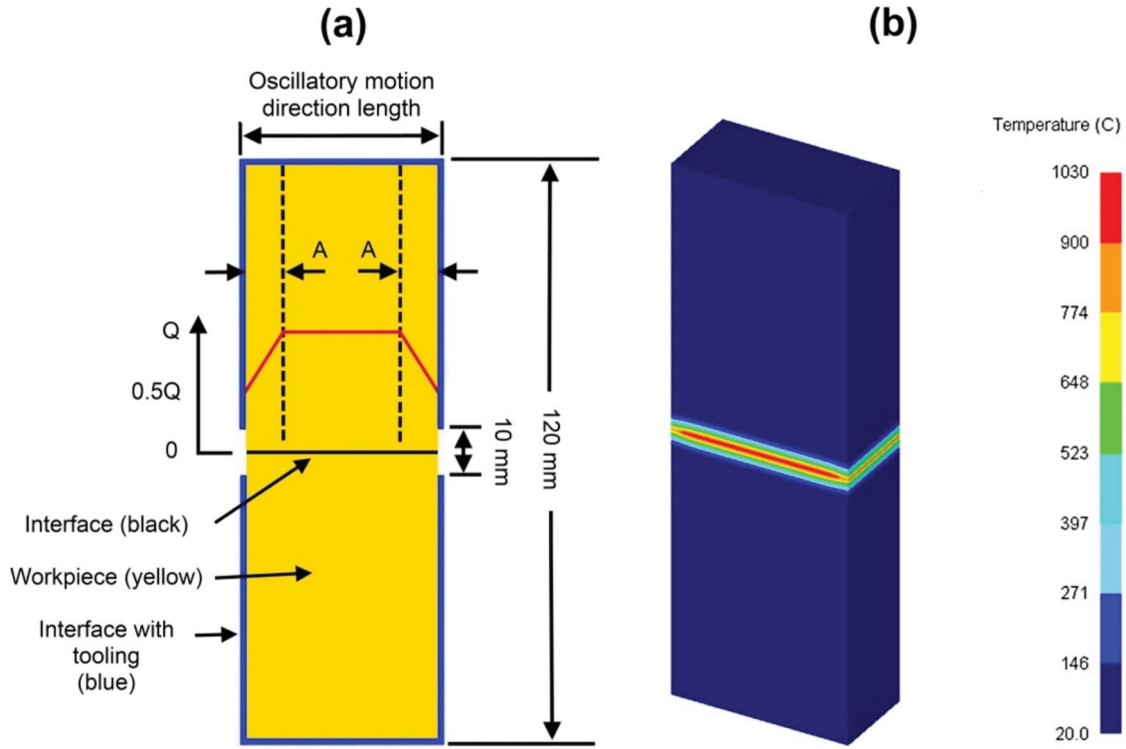 (a)
Oscillatory motion
direction length
A
A
Q
0.5Q
0
10 mm
120 mm
Interface (black)
Workpiece (yellow)
Interface with
tooling
(blue)
(b)
Temperature (C)
1030
900
774
648
523
397
271
146
20.0